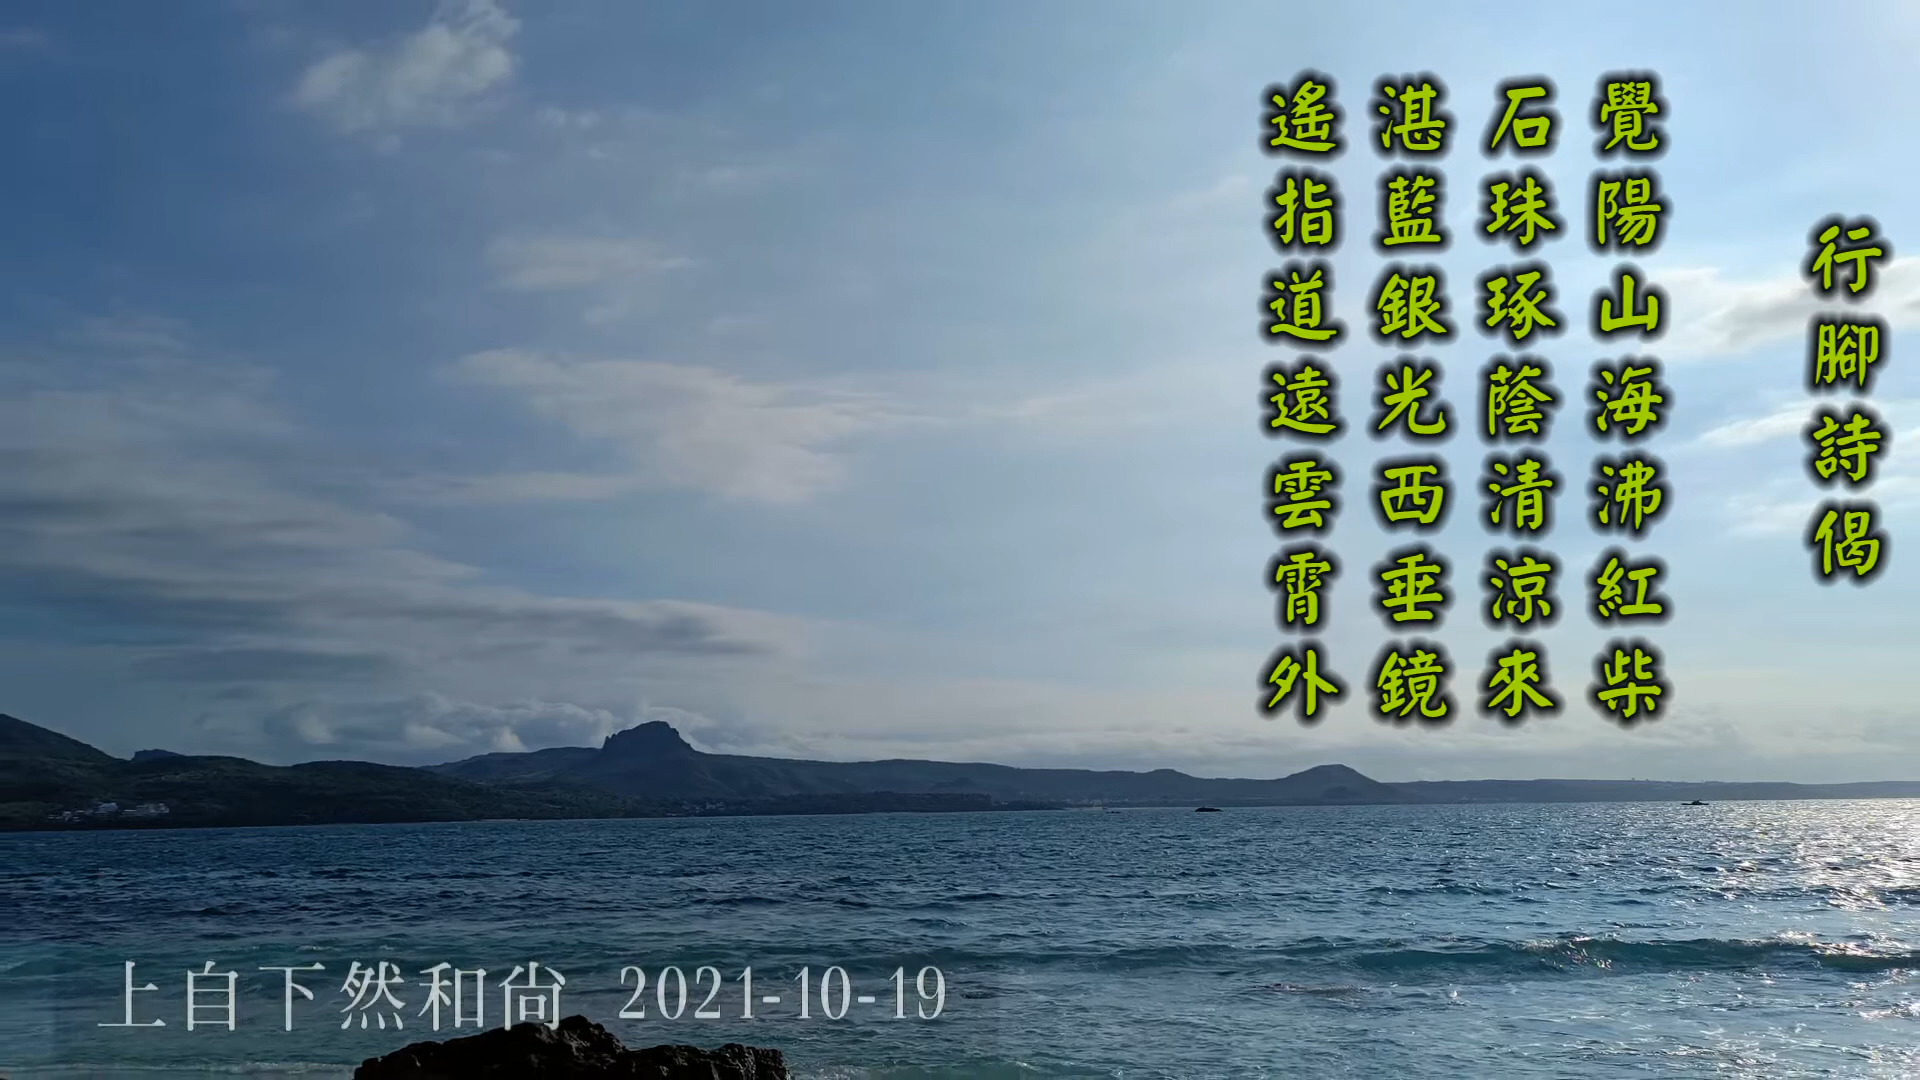 行腳詩偈
覺陽山海沸紅柴
石珠琢蔭清涼來
湛藍銀光西垂鏡
遙指道遠雲霄外
上自下然和尙 2021-10-19